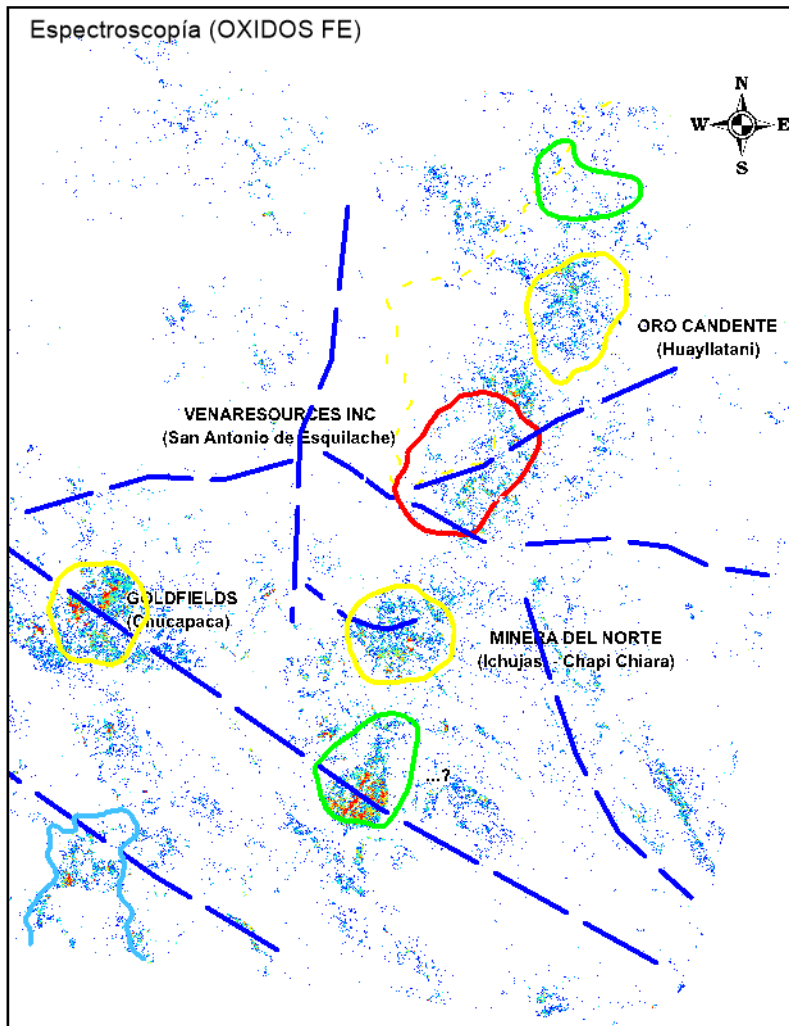 Espectroscopía (OXIDOS FE)
N
W E
S
ORO CANDENTE
(Huayllatani)
VENARESOURCES INC
(San Antonio de Esquilache)
GOLDFIELDS
(Chucapaca)
MINERA DEL NORTE
(Ichujas Chapi Chiara)
...?